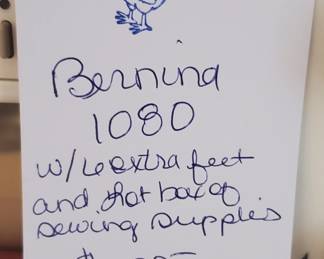 Bernina
1080
w/ 6 extra feet
and that box of
sewing supplies
$